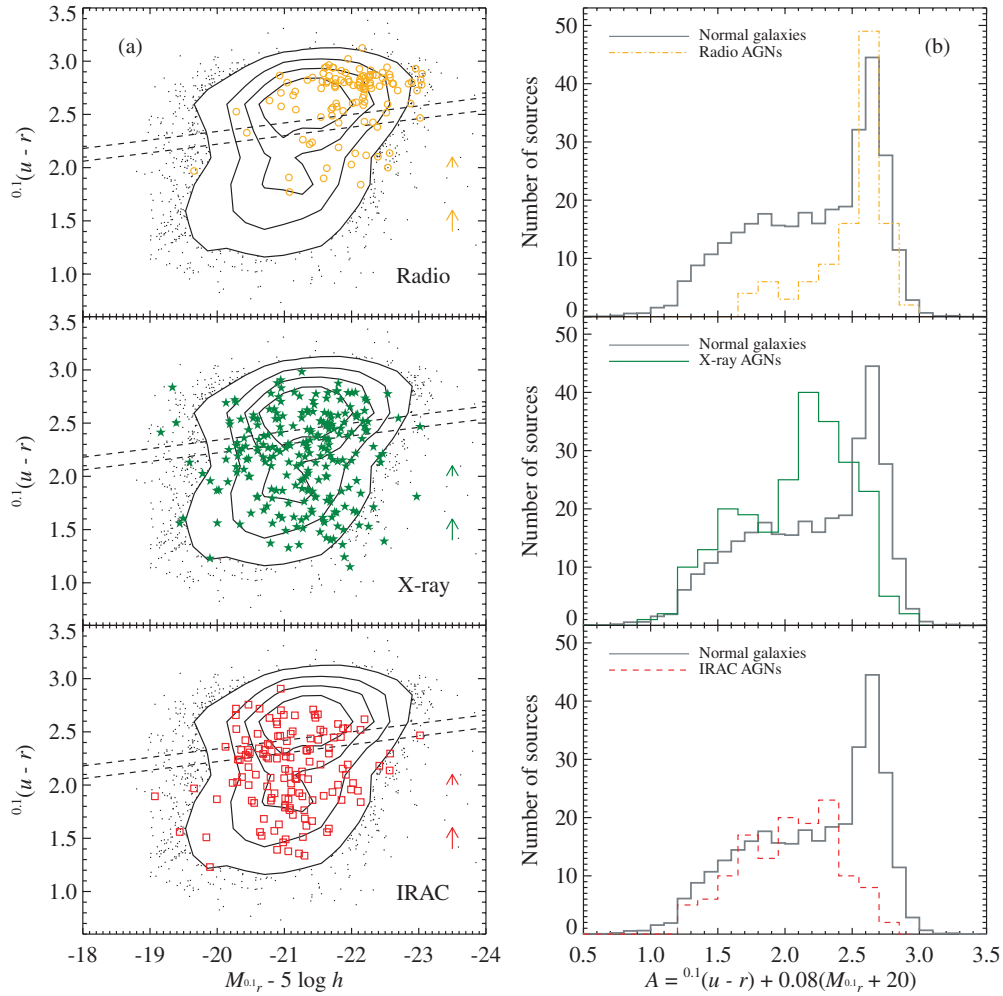 (a)
3.5
3.0
2.5
2.0
1.5
1.0
0.1(u - r)
Radio
3.5
3.0
2.5
2.0
1.5
1.0
0.1(u - r)
X-ray
3.5
3.0
2.5
2.0
1.5
1.0
0.1(u - r)
IRAC
-18 -19 -20 -21 -22 -23 -24
M0.1r - 5 log h
(b)
Normal galaxies
Radio AGNs
50
40
30
20
10
0
Number of sources
Normal galaxies
X-ray AGNs
50
40
30
20
10
0
Number of sources
Normal galaxies
IRAC AGNs
50
40
30
20
10
0
Number of sources
0.5 1.0 1.5 2.0 2.5 3.0 3.5
A = 0.1(u - r) + 0.08(M0.1r + 20)